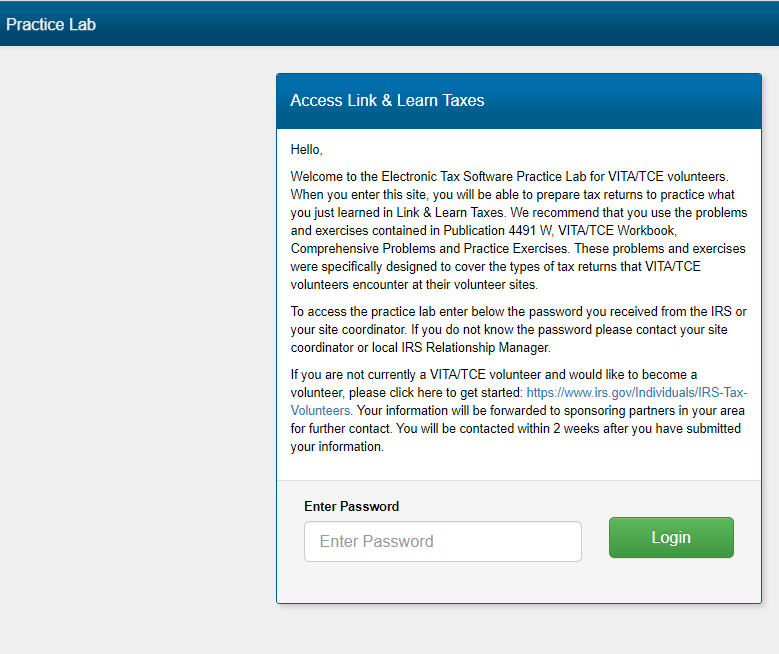 Practice Lab
Access Link & Learn Taxes
Hello,
Welcome to the Electronic Tax Software Practice Lab for VITA/TCE volunteers.
When you enter this site, you will be able to prepare tax returns to practice what
you just learned in Link & Learn Taxes. We recommend that you use the problems
and exercises contained in Publication 4491 W, VITA/TCE Workbook,
Comprehensive Problems and Practice Exercises. These problems and exercises
were specifically designed to cover the types of tax returns that VITA/TCE
volunteers encounter at their volunteer sites.
To access the practice lab enter below the password you received from the IRS or
your site coordinator. If you do not know the password please contact your site
coordinator or local IRS Relationship Manager.
If you are not currently a VITA/TCE volunteer and would like to become a
volunteer, please click here to get started: https://www.irs.gov/Individuals/IRS-Tax-
Volunteers. Your information will be forwarded to sponsoring partners in your area
for further contact. You will be contacted within 2 weeks after you have submitted
your information.
Enter Password
Enter Password
Login